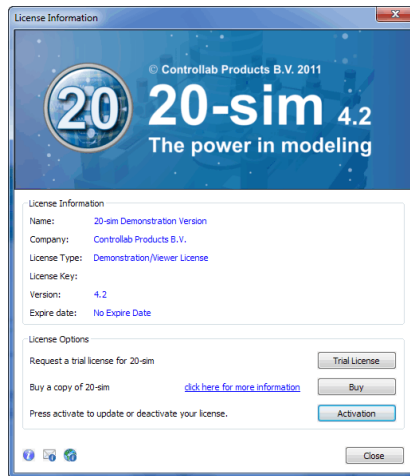 License Information
© Controllab Products B.V. 2011
20
20-sim 4.2
The power in modeling
License Information
Name: 20-sim Demonstration Version
Company: Controllab Products B.V.
License Type: Demonstration/Viewer License
License Key:
Version: 4.2
Expire date: No Expire Date
License Options
Request a trial license for 20-sim Trial License
Buy a copy of 20-sim click here for more information Buy
Press activate to update or deactivate your license. Activation
Close